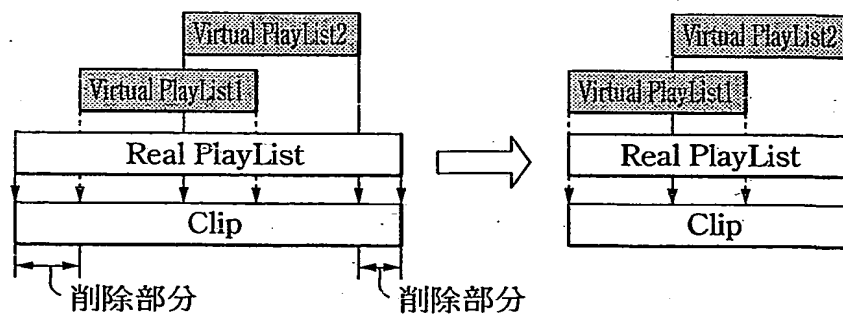 Virtual PlayList2
Virtual PlayList1
Real PlayList
Clip
削除部分
削除部分
Virtual PlayList2
Virtual PlayList1
Real PlayList
Clip